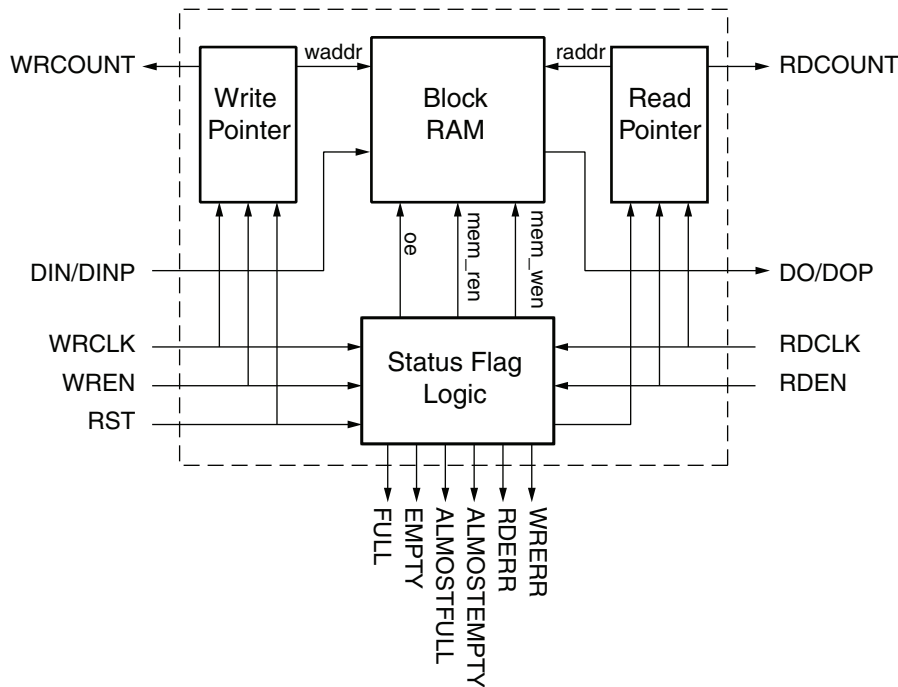 WRCOUNT
waddr
raddr
RDCOUNT
Write
Pointer
Block
RAM
Read
Pointer
oe
mem_ren
mem_wen
DIN/DINP
DO/DOP
WRCLK
WREN
RST
Status Flag
Logic
RDCLK
RDEN
FULL
EMPTY
ALMOSTFULL
ALMOSTEMPTY
RDERR
WRERR